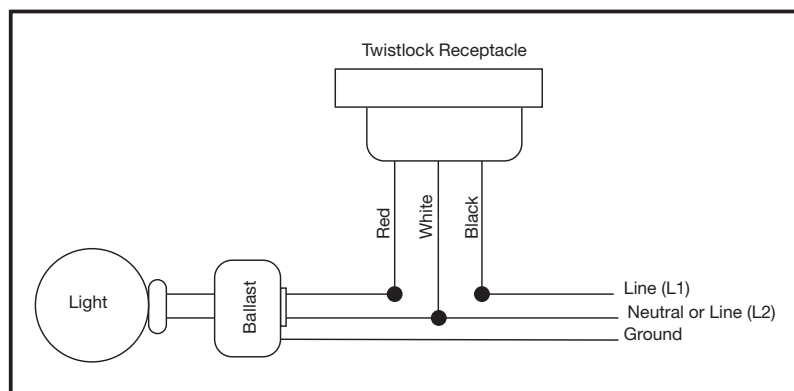 Twistlock Receptacle
Red
White
Black
Light
Ballast
Line (L1)
Neutral or Line (L2)
Ground